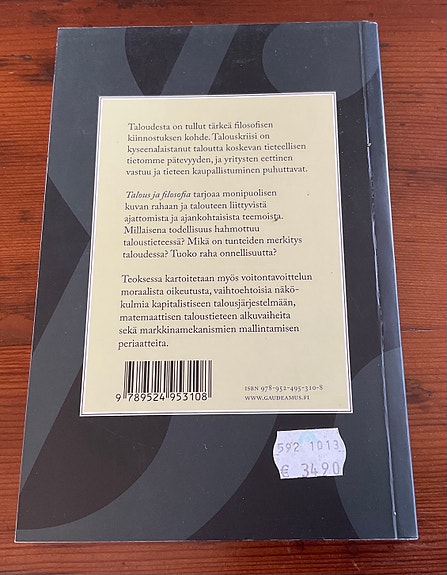 Taloudesta on tullut tärkeä filosofisen
kiinnostuksen kohde. Talouskriisi on
kyseenalaistanut taloutta koskevan tieteellisen
tietomme pätevyyden, ja yritysten eettinen
vastuu ja tieteen kaupallistuminen puhuttavat.
Talous ja filosofia tarjoaa monipuolisen
kuvan rahaan ja talouteen liittyvistä
ajattomista ja ajankohtaisista teemoista.
Millaisena todellisuus hahmottuu
taloustieteessä? Mikä on tunteiden merkitys
taloudessa? Tuoko raha onnellisuutta?
Teoksessa kartoitetaan myös voitontavoittelun
moraalista oikeutusta, vaihtoehtoisia näkö-
kulmia kapitalistiseen talousjärjestelmään,
matemaattisen taloustieteen alkuvaiheita
sekä markkinamekanismien mallintamisen
periaatteita.
ISBN 978-952-495-310-8
WWW.GAUDEAMUS.FI
9 789524 953108
592 1013
€ 3490